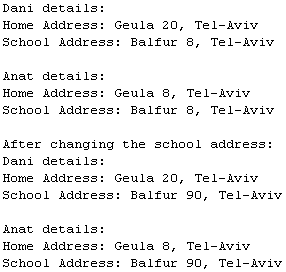 Dani details:
Home Address: Geula 20, Tel-Aviv
School Address: Balfur 8, Tel-Aviv

Anat details:
Home Address: Geula 8, Tel-Aviv
School Address: Balfur 8, Tel-Aviv

After changing the school address:
Dani details:
Home Address: Geula 20, Tel-Aviv
School Address: Balfur 90, Tel-Aviv

Anat details:
Home Address: Geula 8, Tel-Aviv
School Address: Balfur 90, Tel-Aviv